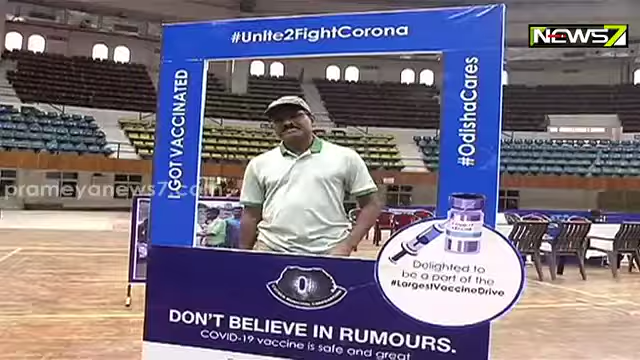 #Unite2FightCorona
NEWS7
I GOT VACCINATED
#OdishaCares
prameyanews7.com
Delighted to
be a part of the
#LargestVaccineDrive
DON'T BELIEVE IN RUMOURS.
COVID-19 vaccine is safe and great